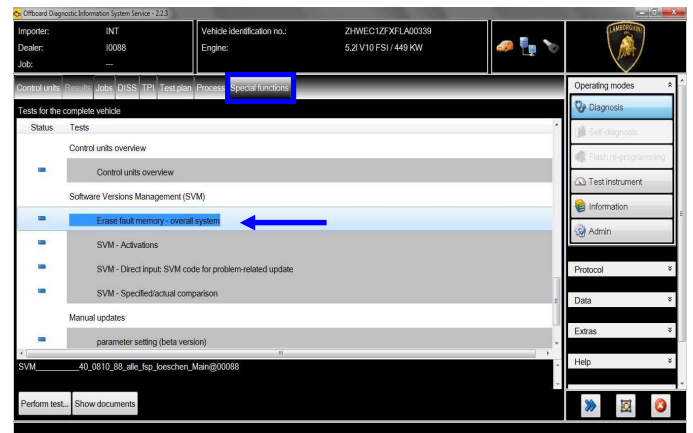 Offboard Diagnostic Information System Service - 2.2.3
Importer: INT
Dealer: I0088
Job: ---
Vehicle identification no.: ZHWEC1ZFXFLA00339
Engine: 5.2l V10 FSI / 449 KW
LAMBORGHINI
Control units Results Jobs DISS TPI Test plan Process Special functions
Tests for the complete vehicle
Status Tests
Control units overview
Control units overview
Software Versions Management (SVM)
Erase fault memory - overall system
SVM - Activations
SVM - Direct input: SVM code for problem-related update
SVM - Specified/actual comparison
Manual updates
parameter setting (beta version)
SVM_______40_0810_88_alle_fsp_loeschen_Main@00088
Perform test... Show documents
Operating modes
Diagnosis
Self-diagnosis
Flash re-programming
Test instrument
Information
Admin
Protocol
Data
Extras
Help